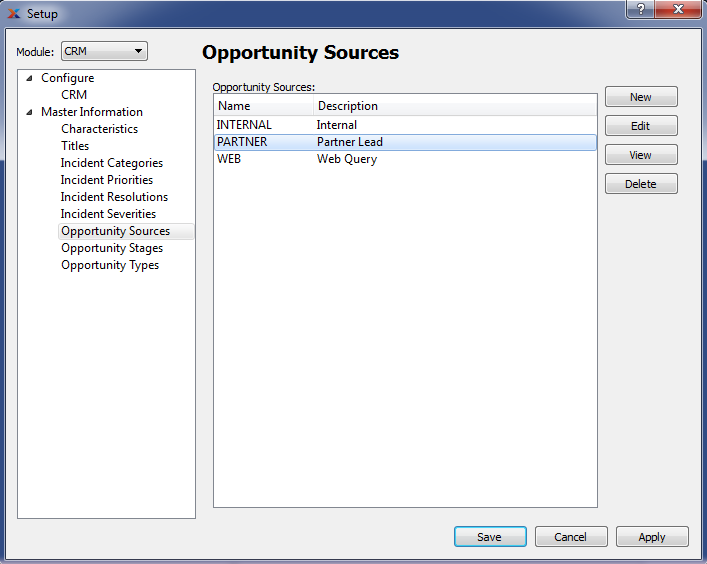 Setup
?
X
Module: CRM
Opportunity Sources
Configure
CRM
Master Information
Characteristics
Titles
Incident Categories
Incident Priorities
Incident Resolutions
Incident Severities
Opportunity Sources
Opportunity Stages
Opportunity Types
Opportunity Sources:
Name Description
INTERNAL Internal
PARTNER Partner Lead
WEB Web Query
New
Edit
View
Delete
Save Cancel Apply